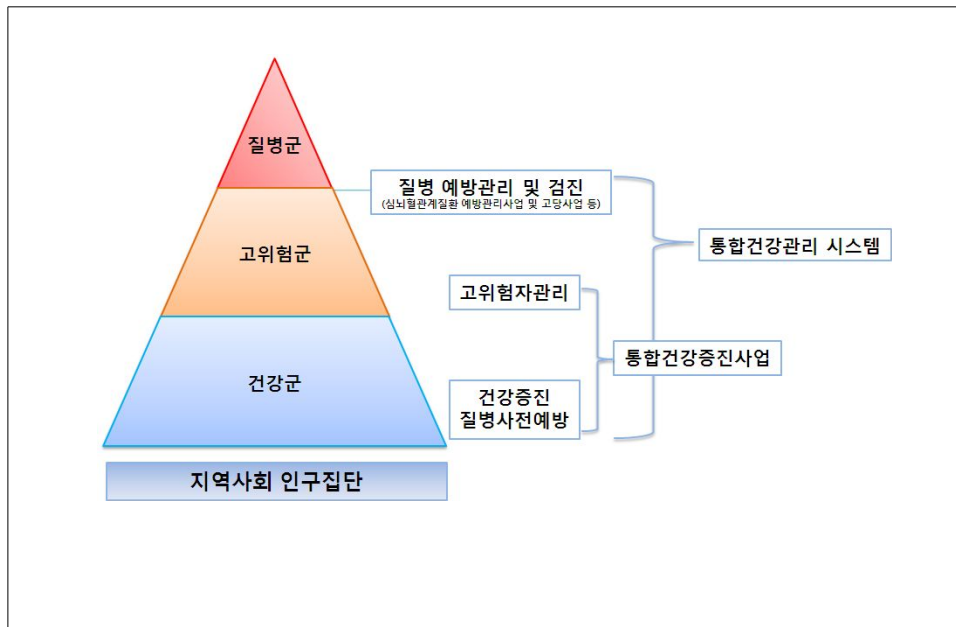 질병군
질병 예방관리 및 검진
(심뇌혈관계질환 예방관리사업 및 고당사업 등)
고위험군
통합건강관리 시스템
고위험자관리
통합건강증진사업
건강군
건강증진
질병사전예방
지역사회 인구집단